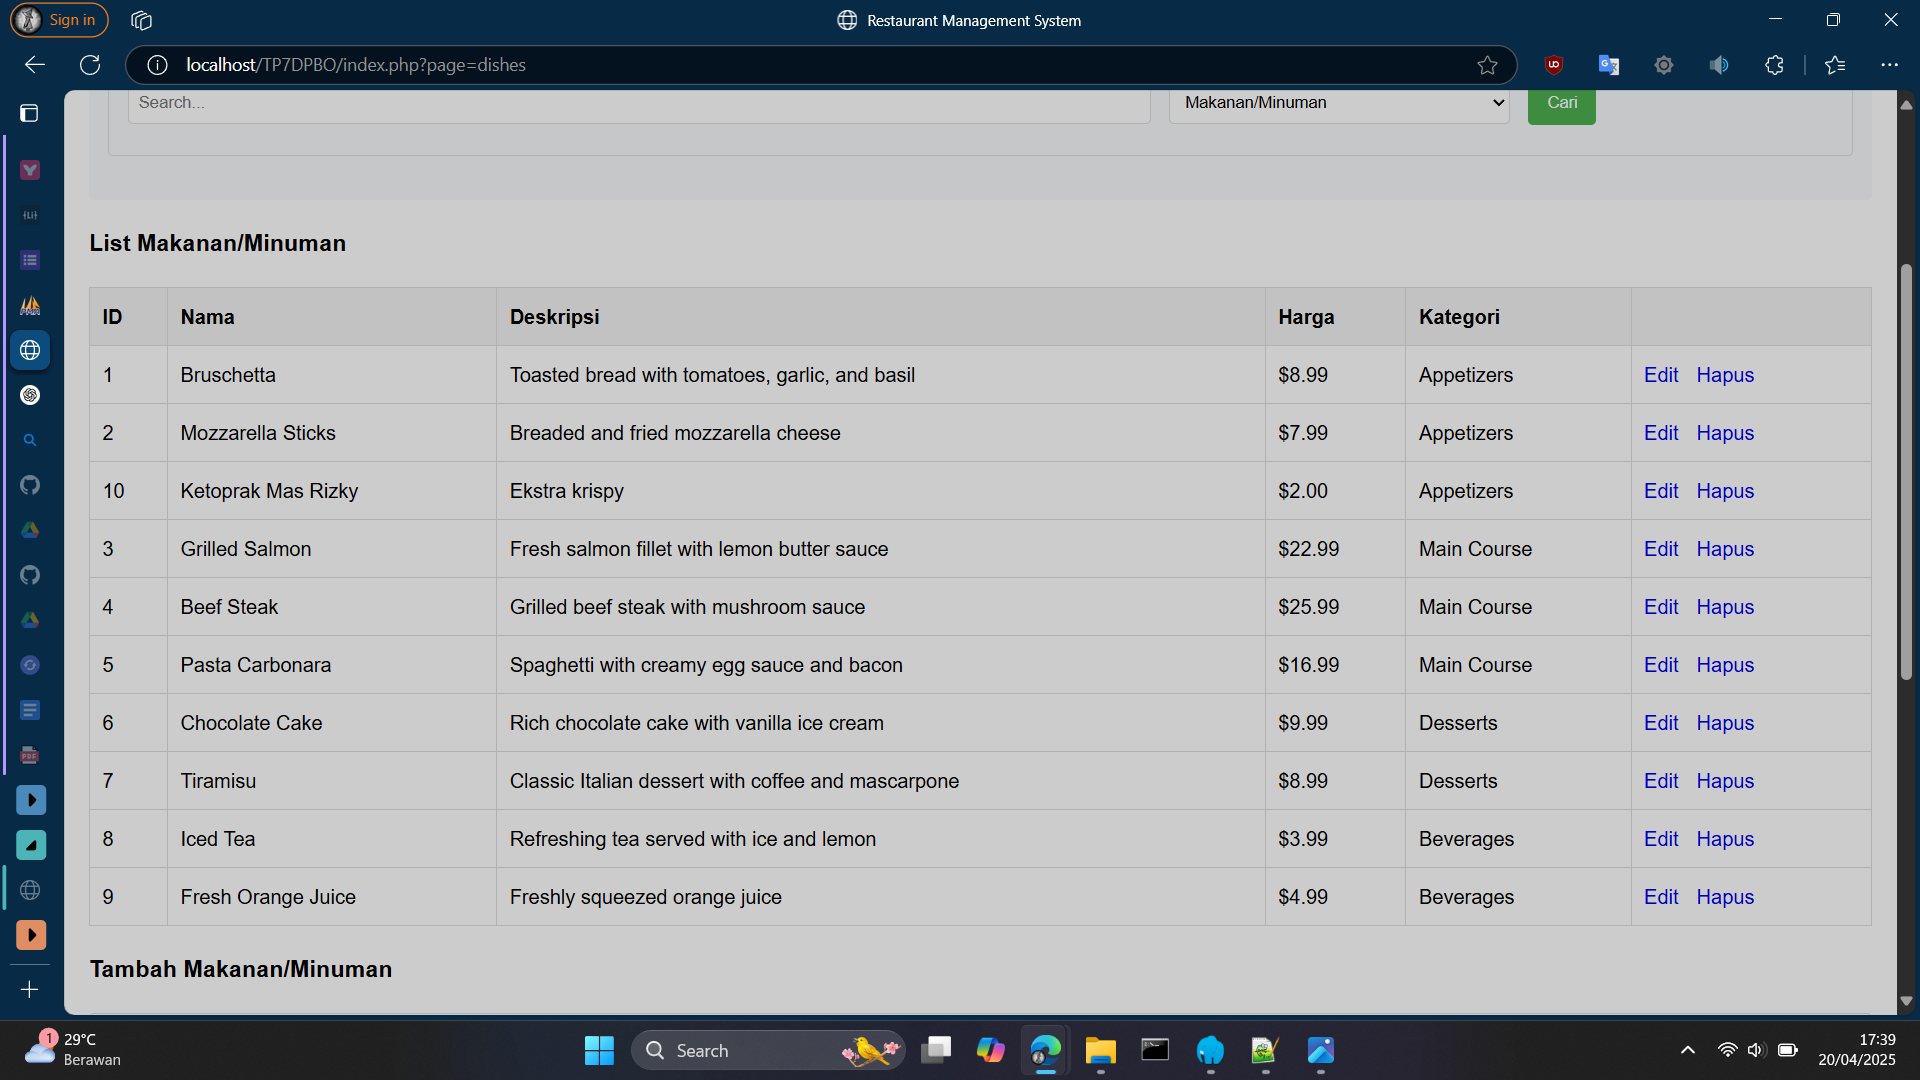 Sign in
Restaurant Management System
localhost/TP7DPBO/index.php?page=dishes
Search...
Makanan/Minuman
Cari
List Makanan/Minuman
ID Nama Deskripsi Harga Kategori
1 Bruschetta Toasted bread with tomatoes, garlic, and basil $8.99 Appetizers Edit Hapus
2 Mozzarella Sticks Breaded and fried mozzarella cheese $7.99 Appetizers Edit Hapus
10 Ketoprak Mas Rizky Ekstra krispy $2.00 Appetizers Edit Hapus
3 Grilled Salmon Fresh salmon fillet with lemon butter sauce $22.99 Main Course Edit Hapus
4 Beef Steak Grilled beef steak with mushroom sauce $25.99 Main Course Edit Hapus
5 Pasta Carbonara Spaghetti with creamy egg sauce and bacon $16.99 Main Course Edit Hapus
6 Chocolate Cake Rich chocolate cake with vanilla ice cream $9.99 Desserts Edit Hapus
7 Tiramisu Classic Italian dessert with coffee and mascarpone $8.99 Desserts Edit Hapus
8 Iced Tea Refreshing tea served with ice and lemon $3.99 Beverages Edit Hapus
9 Fresh Orange Juice Freshly squeezed orange juice $4.99 Beverages Edit Hapus
Tambah Makanan/Minuman
1
29°C
Berawan
Search
17:39
20/04/2025